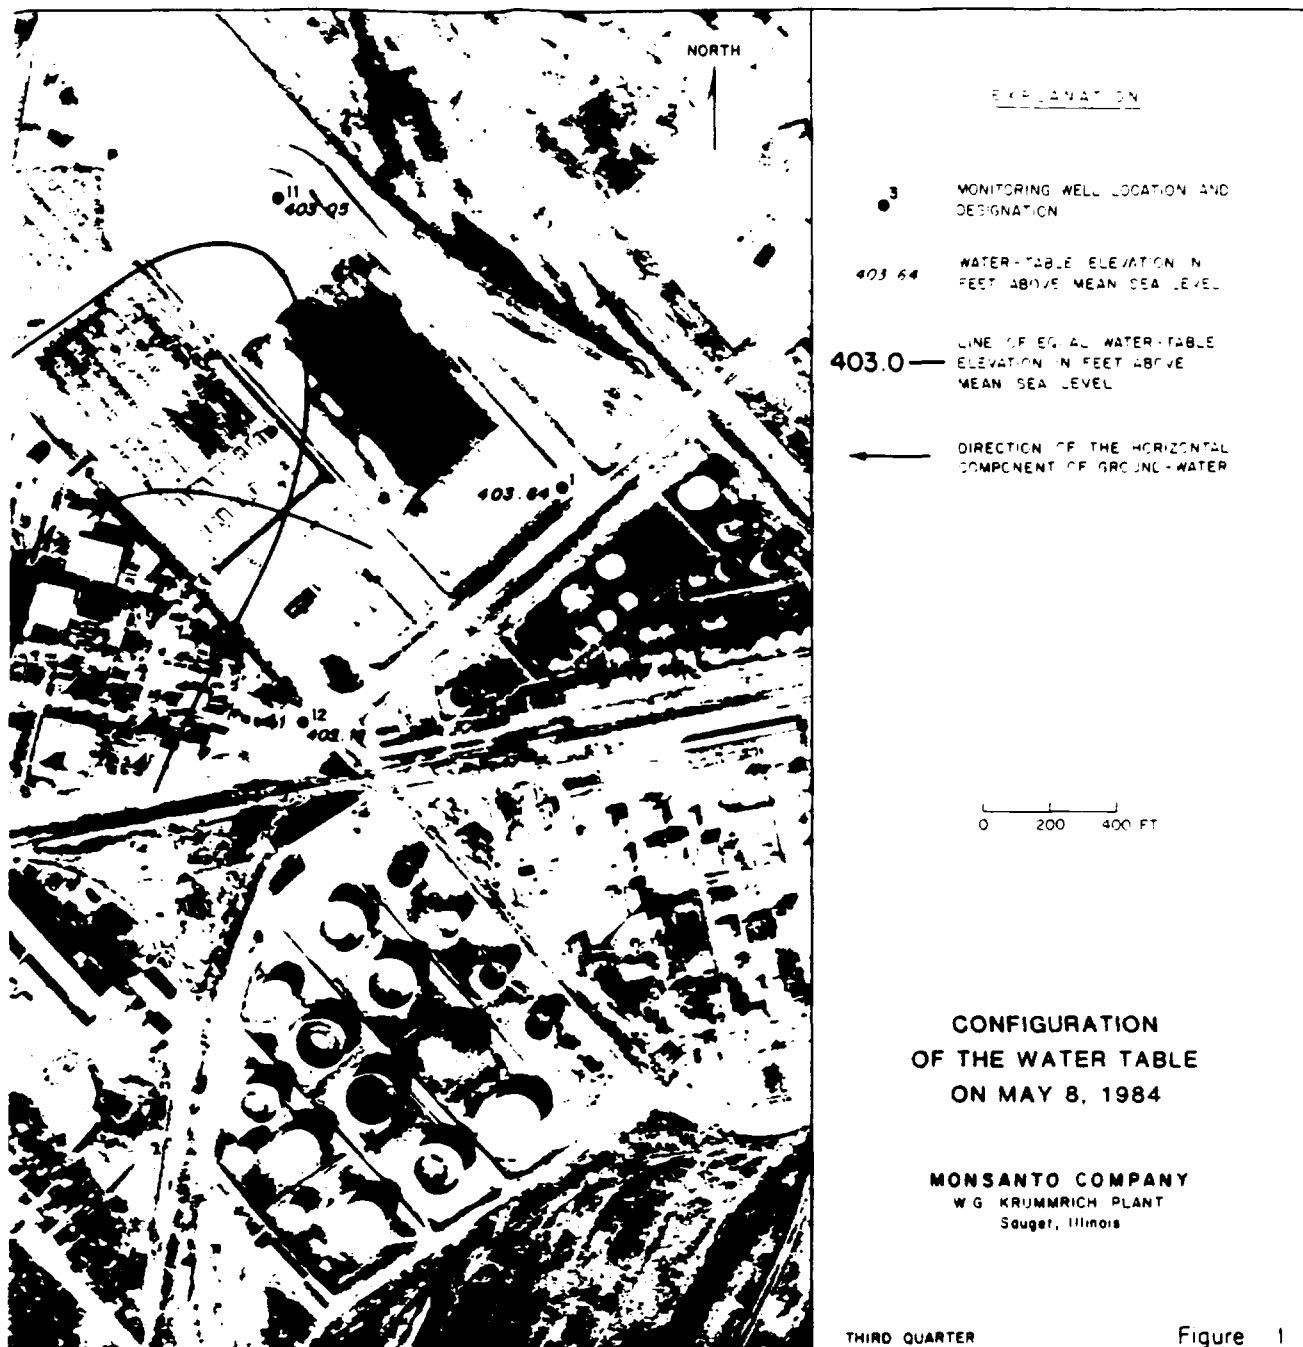 NORTH
11
403.05
403.64
1
12
EXPLANATION
3
MONITORING WELL LOCATION AND
DESIGNATION
403.64
WATER-TABLE ELEVATION IN
FEET ABOVE MEAN SEA LEVEL
403.0
LINE OF EQUAL WATER-TABLE
ELEVATION IN FEET ABOVE
MEAN SEA LEVEL
DIRECTION OF THE HORIZONTAL
COMPONENT OF GROUND-WATER
0 200 400 FT
CONFIGURATION
OF THE WATER TABLE
ON MAY 8, 1984
MONSANTO COMPANY
W G KRUMMRICH PLANT
Sauget, Illinois
THIRD QUARTER
Figure 1